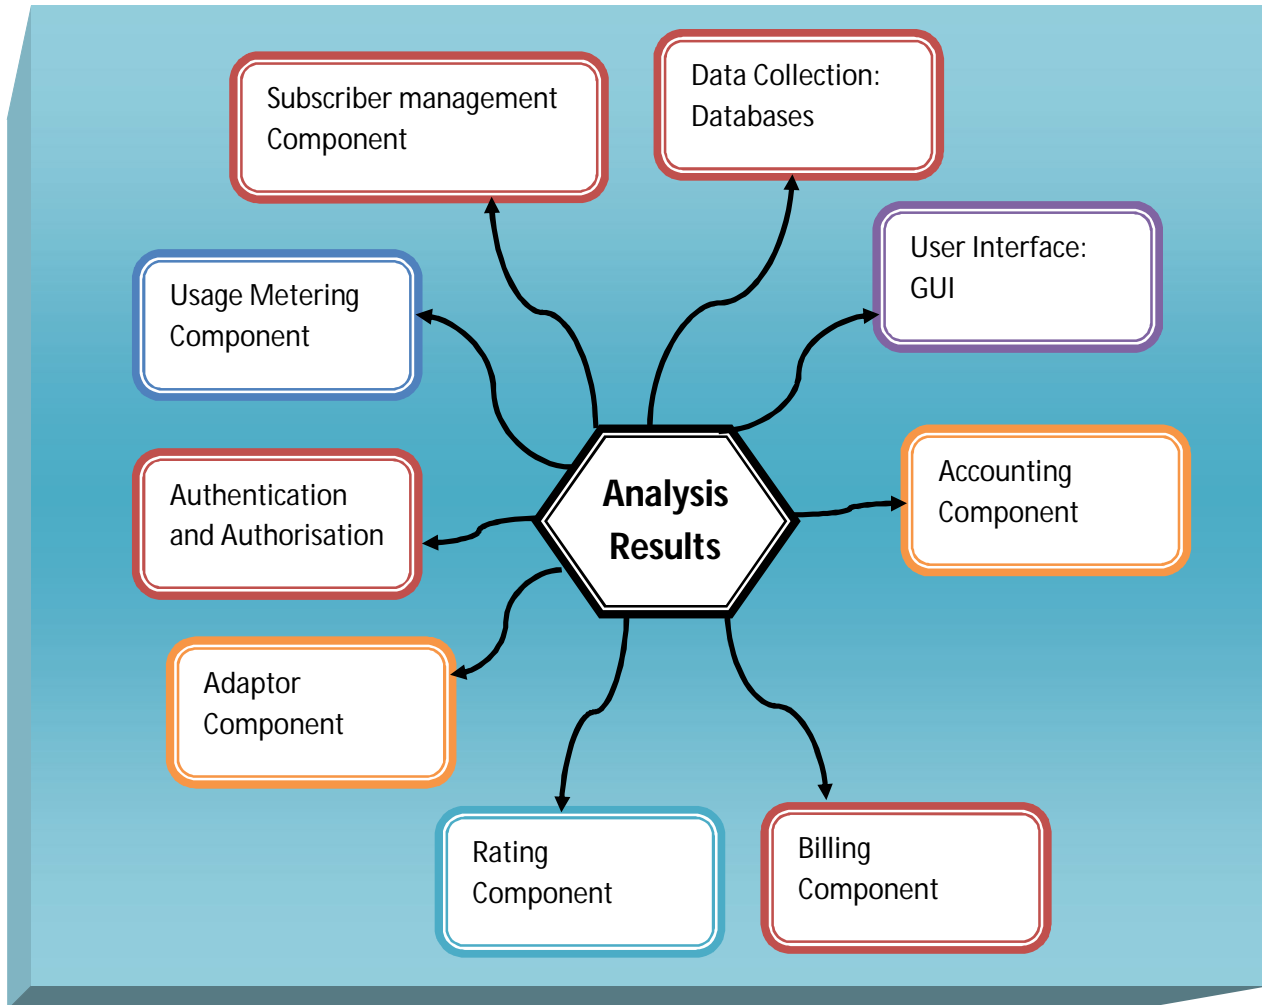 Subscriber management
Component
Data Collection:
Databases
User Interface:
GUI
Usage Metering
Component
Authentication
and Authorisation
Analysis
Results
Accounting
Component
Adaptor
Component
Rating
Component
Billing
Component